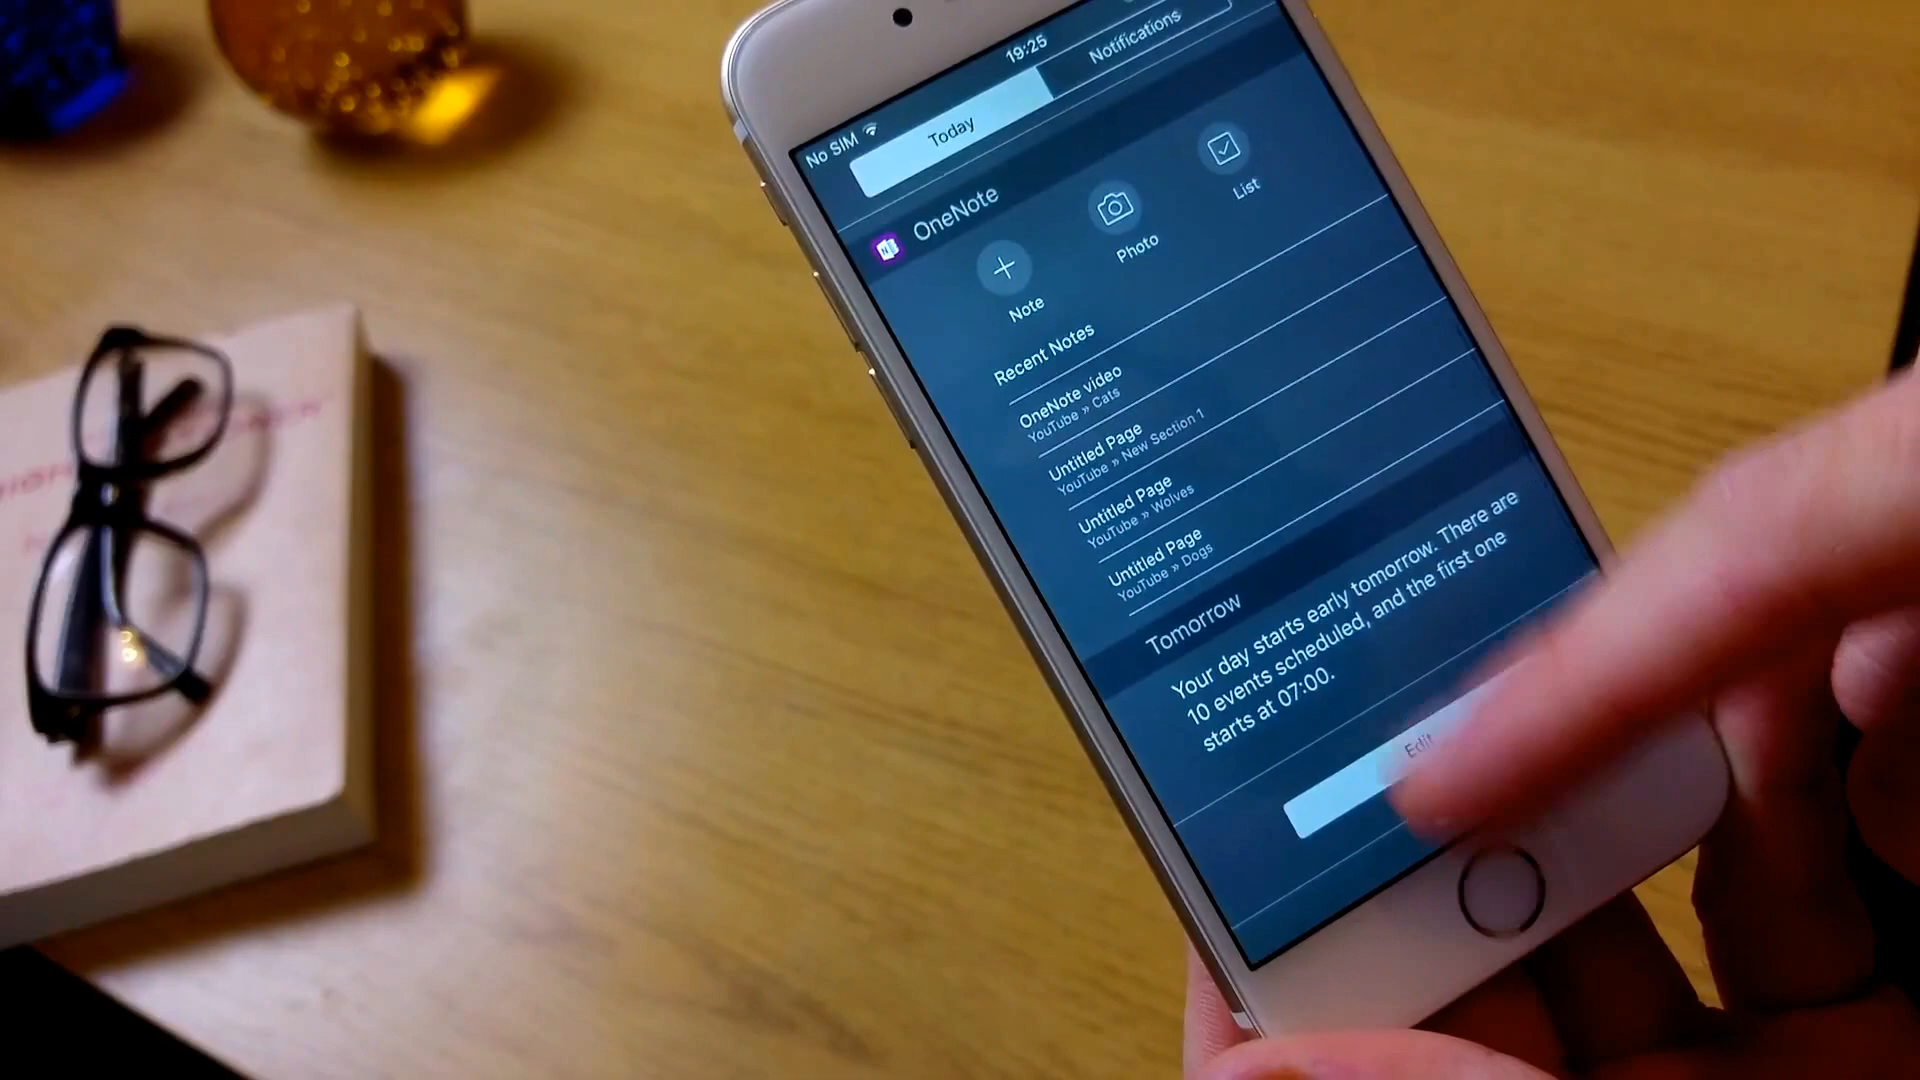 No SIM 19:25
Today Notifications
OneNote
Note Photo List
Recent Notes
OneNote video
YouTube » Cats
Untitled Page
YouTube » New Section 1
Untitled Page
YouTube » Wolves
Untitled Page
YouTube » Dogs
Tomorrow
Your day starts early tomorrow. There are
10 events scheduled, and the first one
starts at 07:00.
Edit